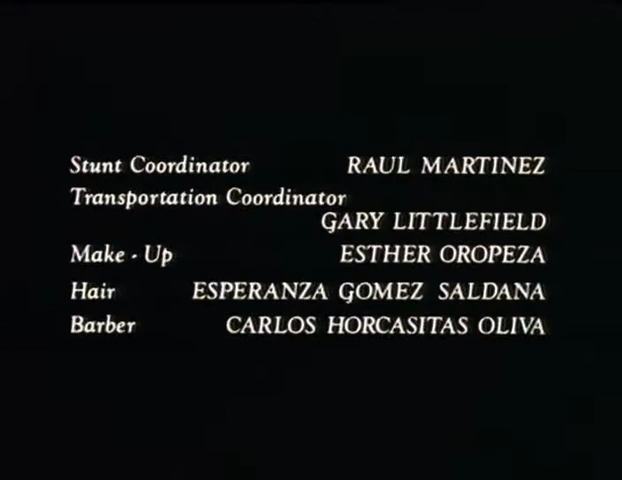 Stunt Coordinator RAUL MARTINEZ
Transportation Coordinator
GARY LITTLEFIELD
Make - Up ESTHER OROPEZA
Hair ESPERANZA GOMEZ SALDANA
Barber CARLOS HORCASITAS OLIVA